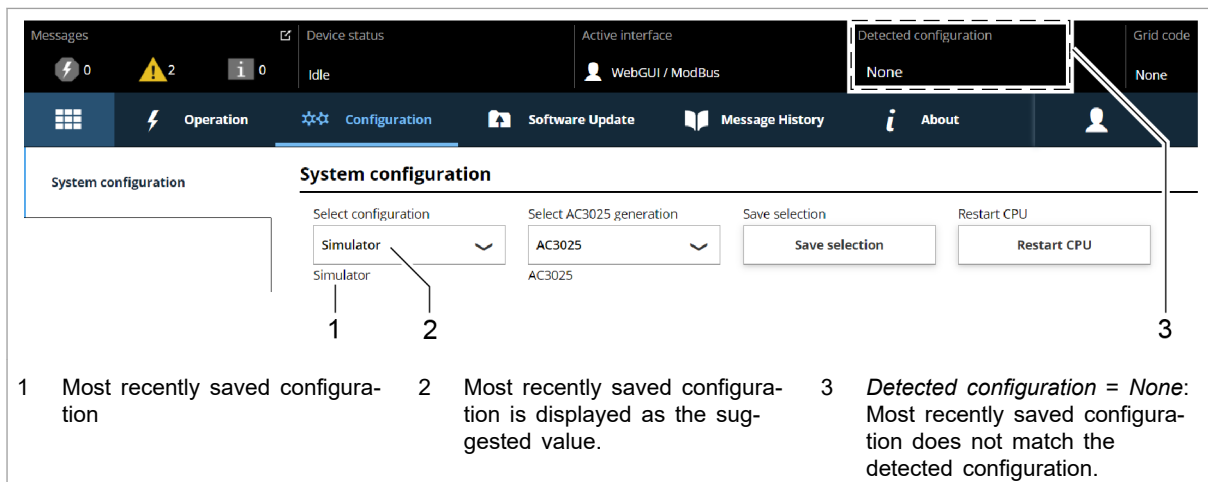 Messages
Device status
Active interface
Detected configuration
Grid code
0
2
i 0
Idle
WebGUI / ModBus
None
None
Operation
Configuration
Software Update
Message History
i About
System configuration
System configuration
Select configuration
Select AC3025 generation
Save selection
Restart CPU
Simulator
AC3025
Save selection
Restart CPU
Simulator
AC3025
1
2
3
1 Most recently saved configura-
tion
2 Most recently saved configura-
tion is displayed as the sug-
gested value.
3 Detected configuration = None:
Most recently saved configura-
tion does not match the
detected configuration.